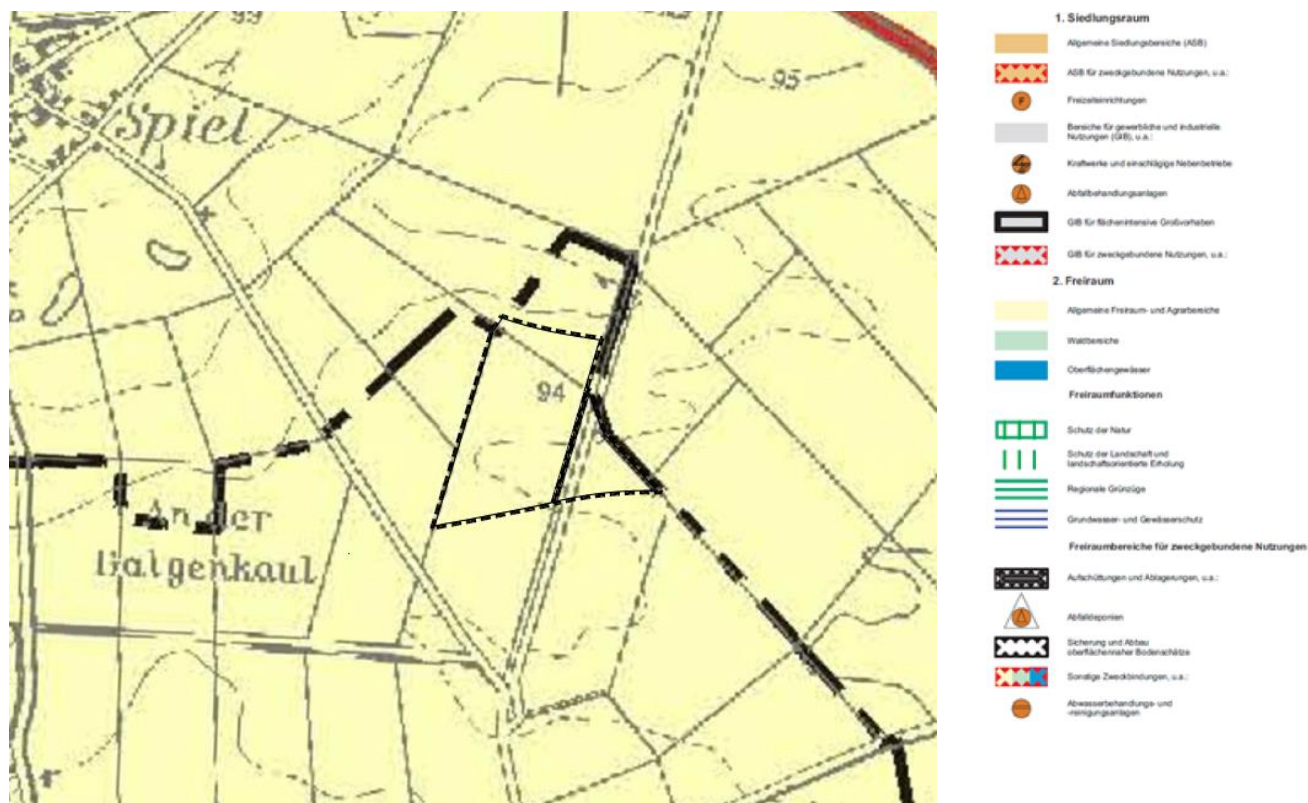 99
95
Spiel
94
An der
Galgenkaul
1. Siedlungsraum
Allgemeine Siedlungsbereiche (ASB)
ASB für zweckgebundene Nutzungen, u.a.:
F
Freizeiteinrichtungen
Bereiche für gewerbliche und industrielle
Nutzungen (GIB), u.a.:
Kraftwerke und einschlägige Nebenbetriebe
Abfallbehandlungsanlagen
GIB für flächenintensive Großvorhaben
GIB für zweckgebundene Nutzungen, u.a.:
2. Freiraum
Allgemeine Freiraum- und Agrarbereiche
Waldbereiche
Oberflächengewässer
Freiraumfunktionen
Schutz der Natur
Schutz der Landschaft und
landschaftsorientierte Erholung
Regionale Grünzüge
Grundwasser- und Gewässerschutz
Freiraumbereiche für zweckgebundene Nutzungen
Aufschüttungen und Ablagerungen, u.a.:
Abfalldeponien
Sicherung und Abbau
oberflächennaher Bodenschätze
Sonstige Zweckbindungen, u.a.:
Abwasserbehandlungs- und
-reinigungsanlagen